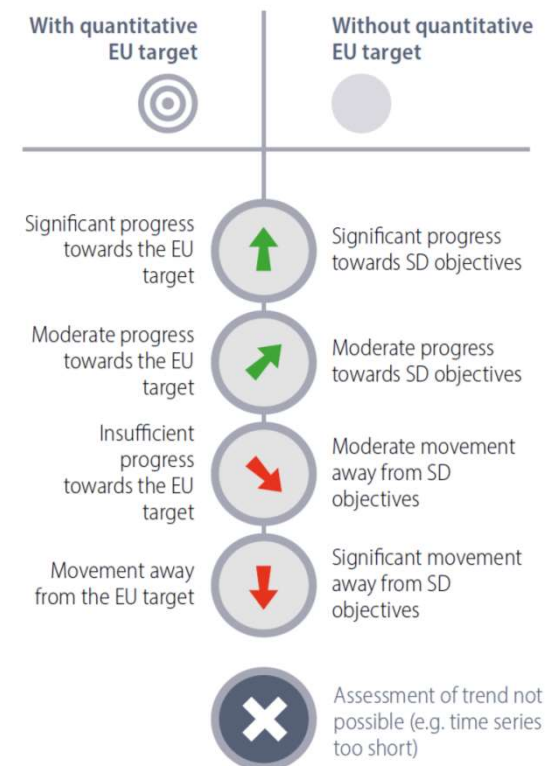 With quantitative
EU target
Without quantitative
EU target
Significant progress
towards the EU
target
Significant progress
towards SD objectives
Moderate progress
towards the EU
target
Moderate progress
towards SD objectives
Insufficient
progress
towards the EU
target
Moderate movement
away from SD
objectives
Movement away
from the EU target
Significant movement
away from SD
objectives
Assessment of trend not
possible (e.g. time series
too short)